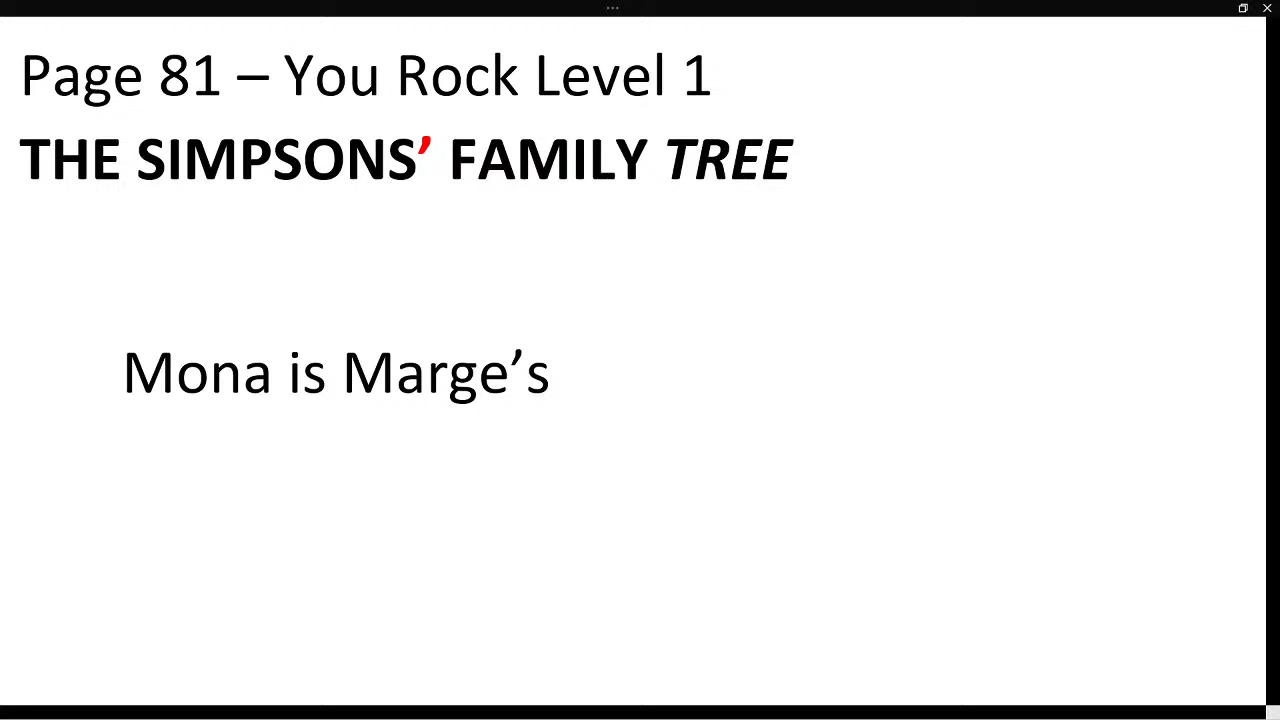 Page 81 – You Rock Level 1
THE SIMPSONS’ FAMILY TREE
Mona is Marge’s